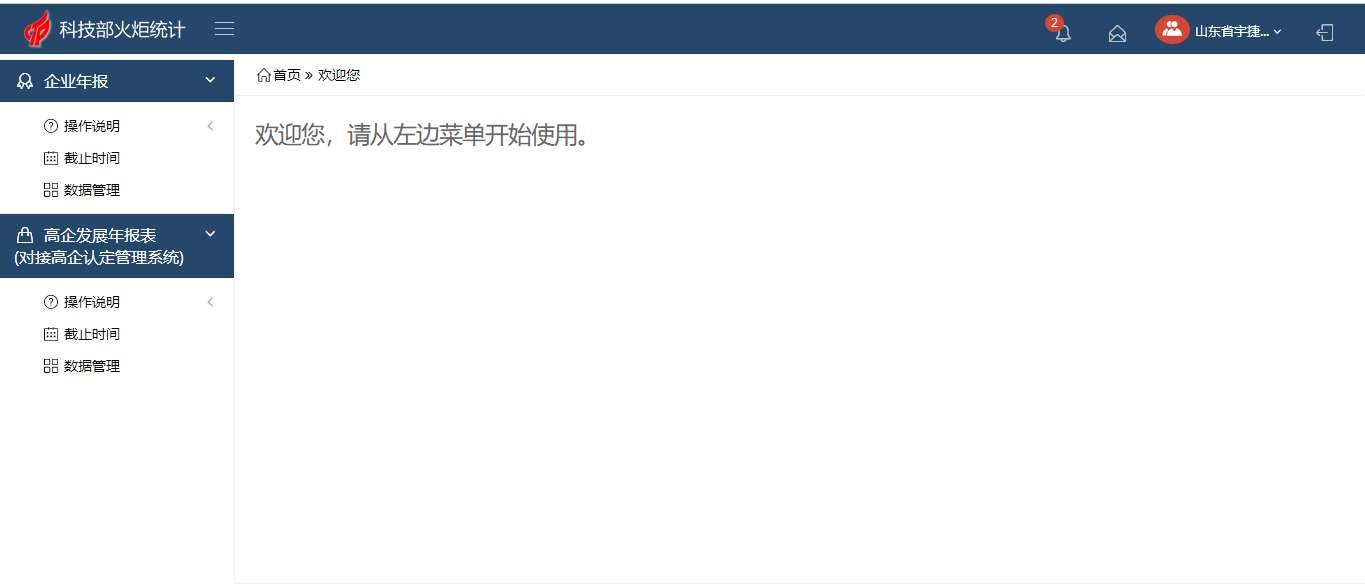 科技部火炬统计
2
山东省宇捷...
企业年报
操作说明
截止时间
数据管理
高企发展年报表
(对接高企认定管理系统)
操作说明
截止时间
数据管理
首页 » 欢迎您
欢迎您，请从左边菜单开始使用。